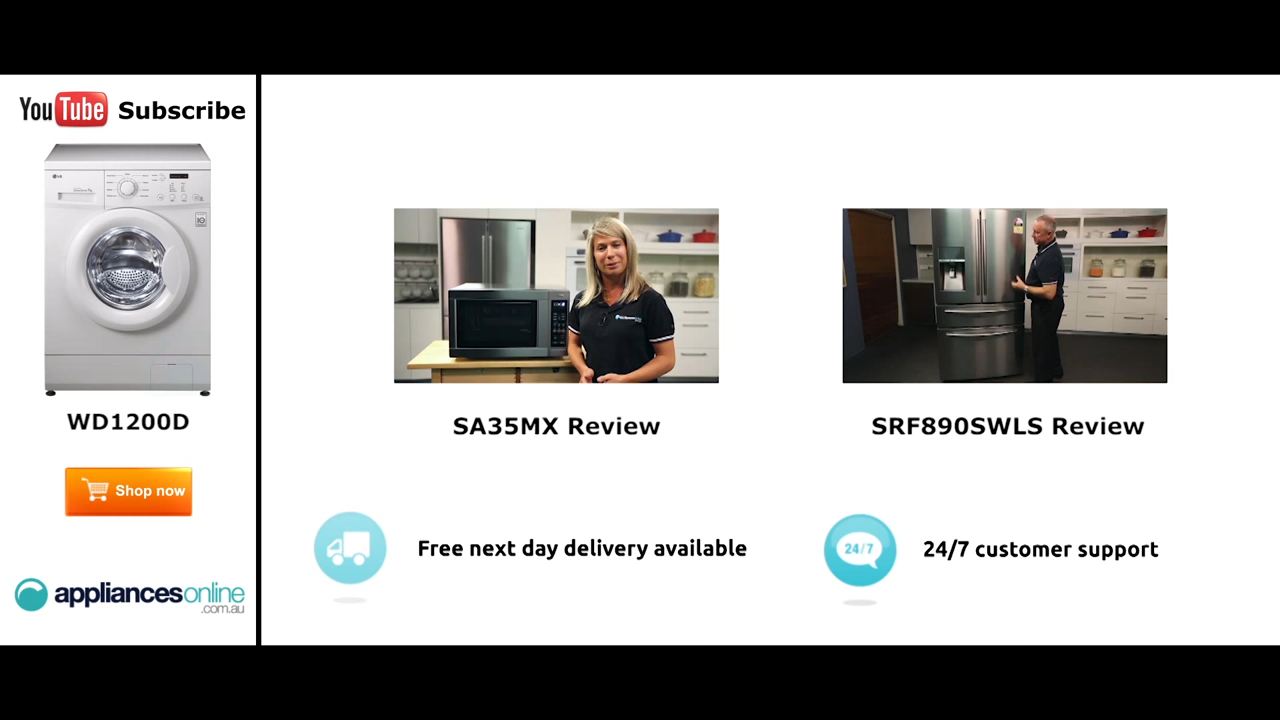 YouTube Subscribe
LG
WD1200D
Shop now
appliancesonline
.com.au
SA35MX Review
SRF890SWLS Review
Free next day delivery available
24/7
24/7 customer support